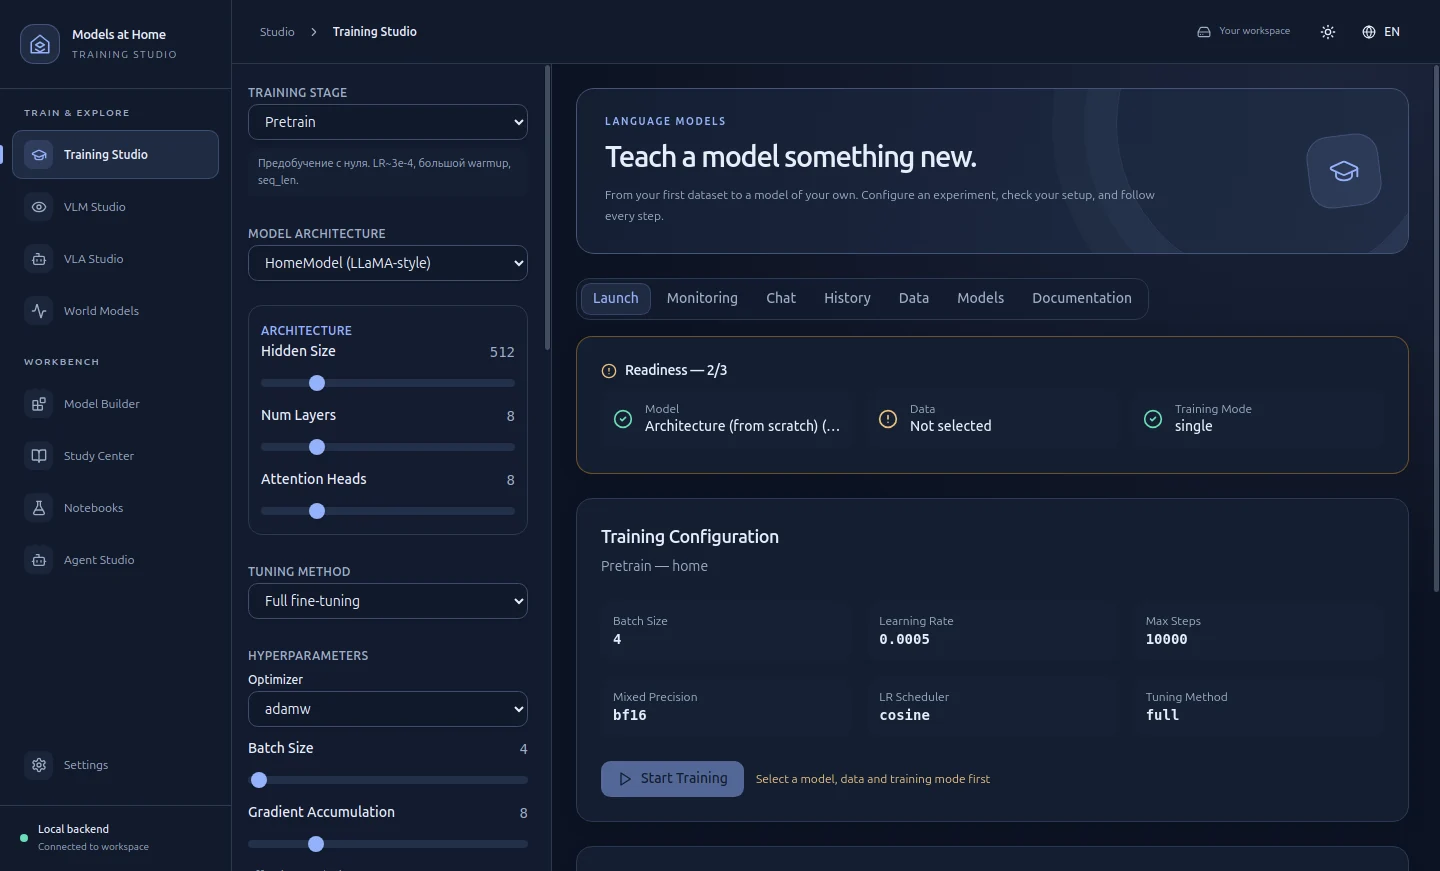 Models at Home
TRAINING STUDIO
TRAIN & EXPLORE
Training Studio
VLM Studio
VLA Studio
World Models
WORKBENCH
Model Builder
Study Center
Notebooks
Agent Studio
Settings
Local backend
Connected to workspace
Studio
Training Studio
Your workspace
EN
TRAINING STAGE
Pretrain
Предобучение с нуля. LR~3e-4, большой warmup,
seq_len.
MODEL ARCHITECTURE
HomeModel (LLaMA-style)
ARCHITECTURE
Hidden Size 512
Num Layers 8
Attention Heads 8
TUNING METHOD
Full fine-tuning
HYPERPARAMETERS
Optimizer
adamw
Batch Size 4
Gradient Accumulation 8
LANGUAGE MODELS
Teach a model something new.
From your first dataset to a model of your own. Configure an experiment, check your setup, and follow
every step.
Launch Monitoring Chat History Data Models Documentation
Readiness — 2/3
Model
Architecture (from scratch) (...
Data
Not selected
Training Mode
single
Training Configuration
Pretrain — home
Batch Size
4
Learning Rate
0.0005
Max Steps
10000
Mixed Precision
bf16
LR Scheduler
cosine
Tuning Method
full
Start Training
Select a model, data and training mode first